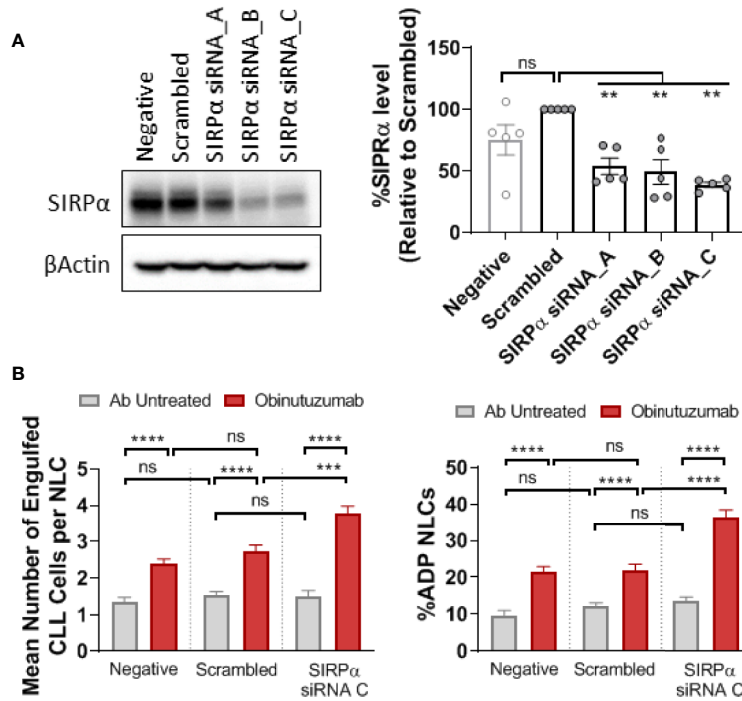 A
Negative
Scrambled
SIRPα siRNA_A
SIRPα siRNA_B
SIRPα siRNA_C
SIRPα
βActin
%SIPRα level
(Relative to Scrambled)
150
100
50
0
ns
** ** **
Negative
Scrambled
SIRPα siRNA_A
SIRPα siRNA_B
SIRPα siRNA_C
B
Ab Untreated Obinutuzumab
Mean Number of Engulfed
CLL Cells per NLC
5
4
3
2
1
0
ns ****
****
ns **** ***
ns
Negative Scrambled SIRPα
siRNA C
Ab Untreated Obinutuzumab
%ADP NLCs
50
40
30
20
10
0
**** ns ****
ns **** ****
ns
Negative Scrambled SIRPα
siRNA C